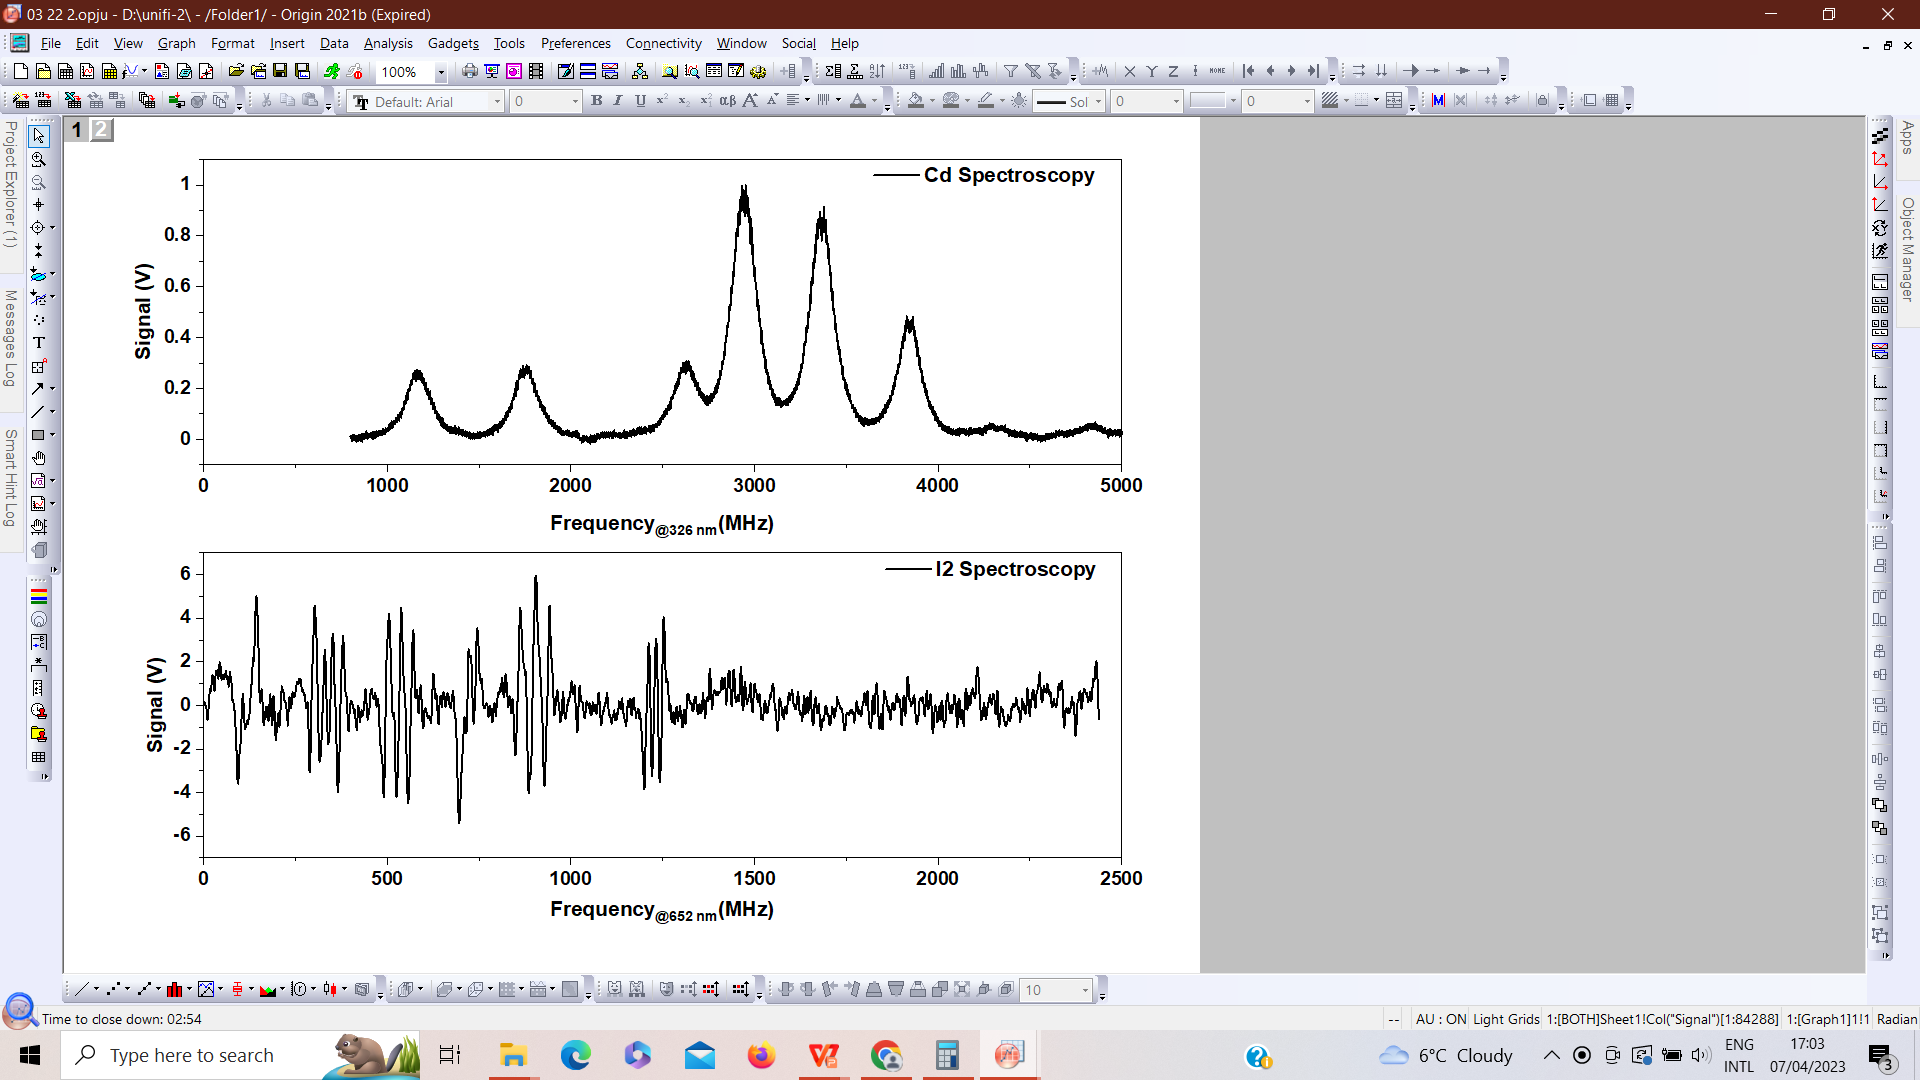 03 22 2.opju - D:\unifi-2\ - /Folder1/ - Origin 2021b (Expired)
File Edit View Graph Format Insert Data Analysis Gadgets Tools Preferences Connectivity Window Social Help
100%
Default: Arial 0 B I U αβ A Sol 0 0
1 2
Project Explorer (1)
Messages Log
Smart Hint Log
Apps
Object Manager
Cd Spectroscopy
Signal (V)
1
0.8
0.6
0.4
0.2
0
0 1000 2000 3000 4000 5000
Frequency@326 nm(MHz)
I2 Spectroscopy
Signal (V)
6
4
2
0
-2
-4
-6
0 500 1000 1500 2000 2500
Frequency@652 nm(MHz)
10
Time to close down: 02:54
-- AU : ON Light Grids 1:[BOTH]Sheet1!Col("Signal")[1:84288] 1:[Graph1]1!1 Radian
Type here to search
6°C Cloudy
ENG
INTL
17:03
07/04/2023
3